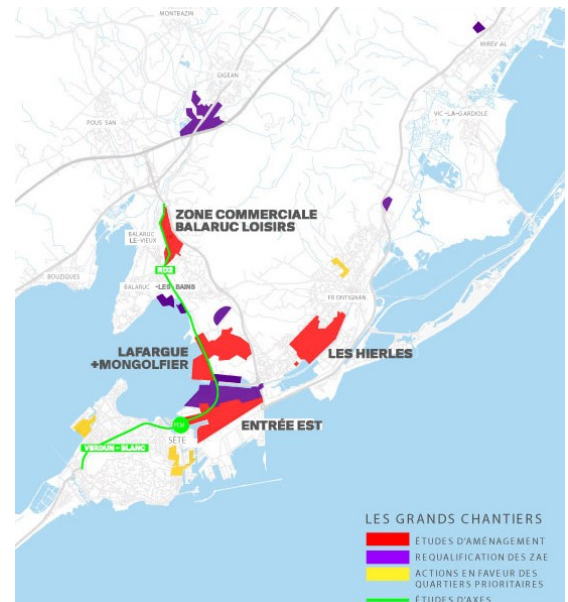 MONTBAZIN
MIREVAL
GIGEAN
POUSSAN
VIC-LA-GARDIOLE
ZONE COMMERCIALE
BALARUC LOISIRS
BALARUC
LE-VIEUX
RD2
BOUZIGUES
BALARUC -LES BAINS
FRONTIGNAN
LAFARGUE
+MONGOLFIER
LES HIERLES
ENTRÉE EST
SÈTE
VERDUN - BLANC
LES GRANDS CHANTIERS
ÉTUDES D'AMÉNAGEMENT
REQUALIFICATION DES ZAE
ACTIONS EN FAVEUR DES
QUARTIERS PRIORITAIRES
ÉTUDES D'AXES